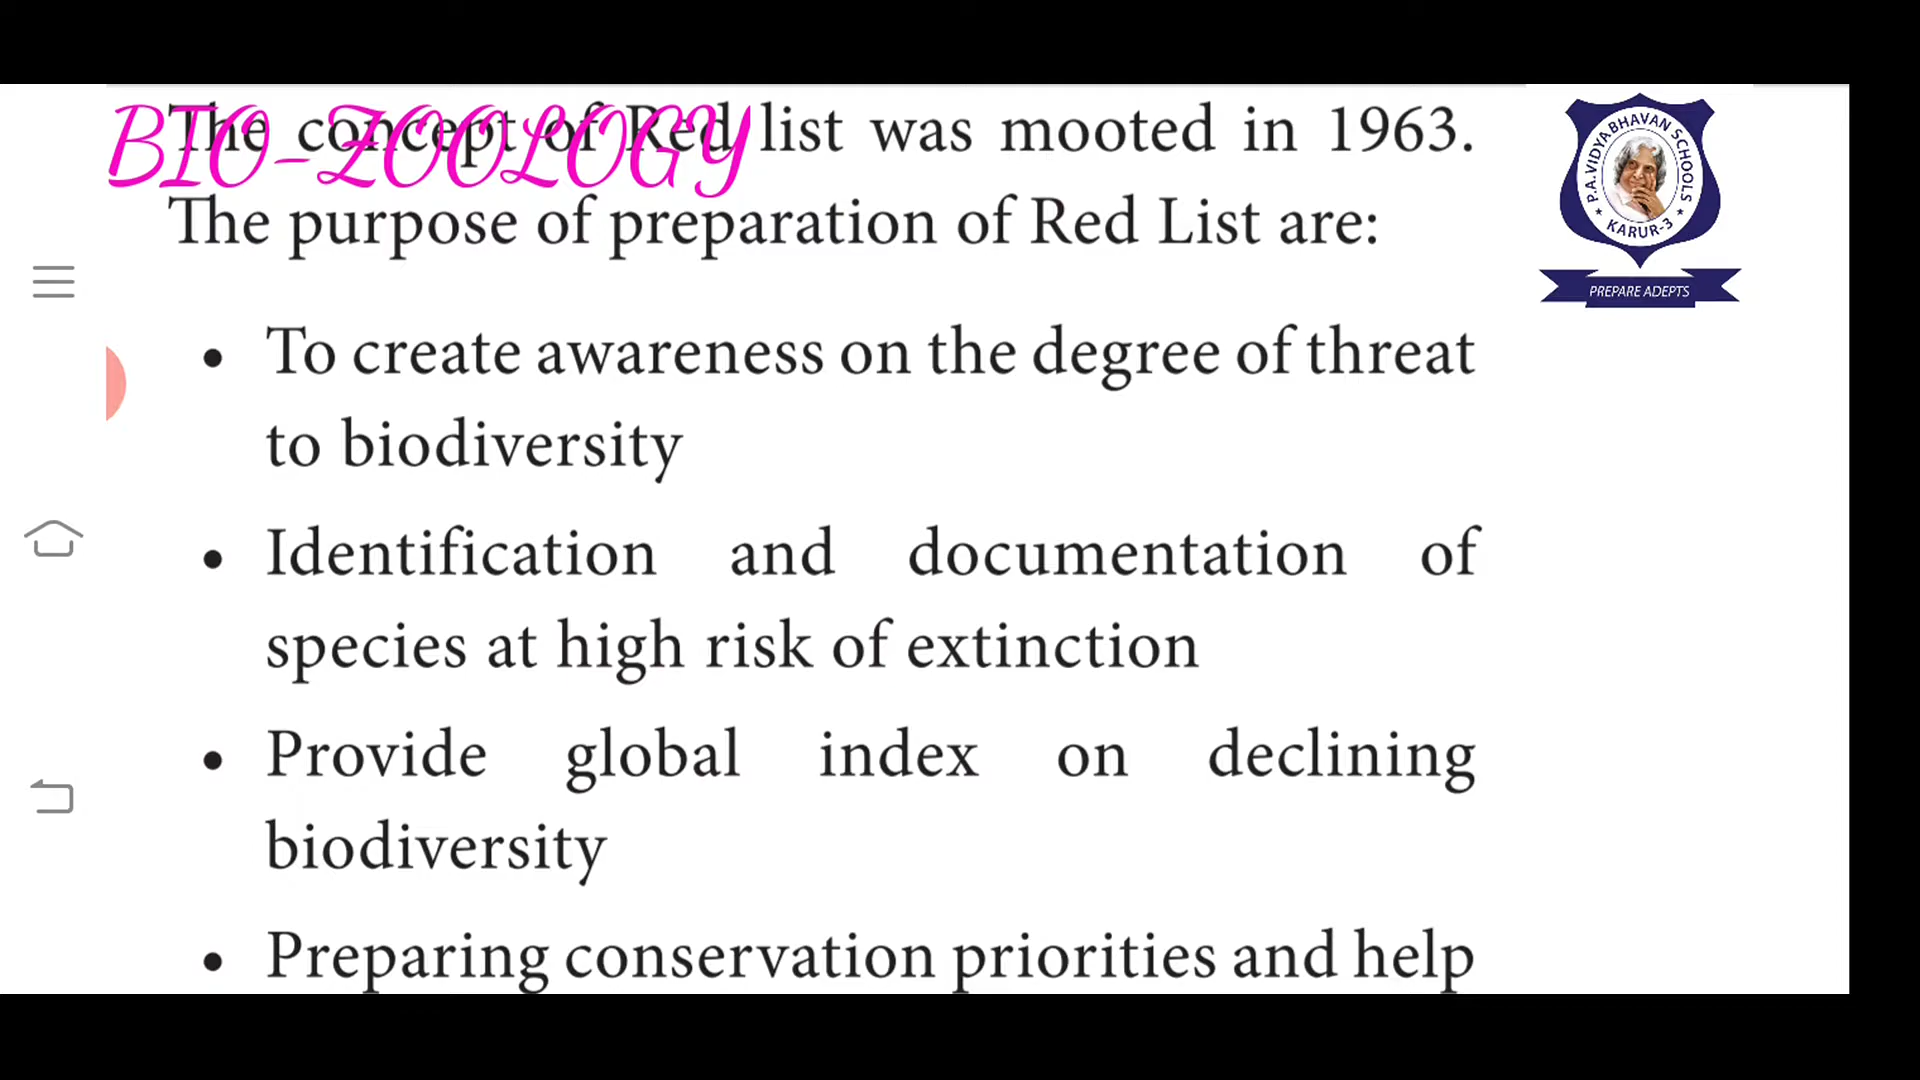 BIO-ZOOLOGY
The concept of Red list was mooted in 1963.
The purpose of preparation of Red List are:
• To create awareness on the degree of threat
to biodiversity
• Identification and documentation of
species at high risk of extinction
• Provide global index on declining
biodiversity
• Preparing conservation priorities and help
P.A.VIDYA BHAVAN SCHOOLS
★ KARUR-3 ★
PREPARE ADEPTS